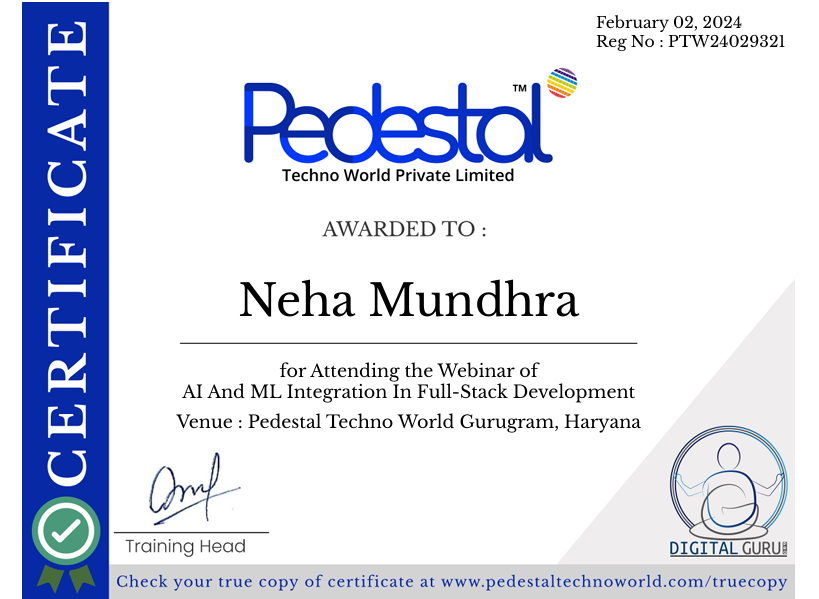 CERTIFICATE
February 02, 2024
Reg No : PTW24029321
Pedestal TM
Techno World Private Limited
AWARDED TO :
Neha Mundhra
for Attending the Webinar of
AI And ML Integration In Full-Stack Development
Venue : Pedestal Techno World Gurugram, Haryana
Training Head
DIGITAL GURU
Check your true copy of certificate at www.pedestaltechnoworld.com/truecopy